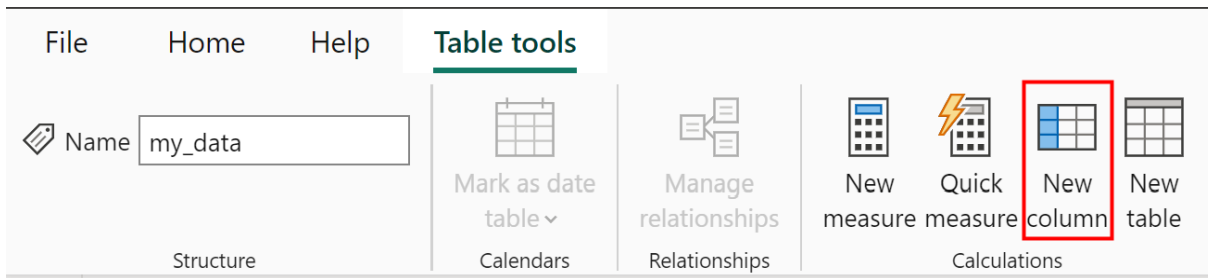 File Home Help Table tools
Name my_data
Mark as date
table
Manage
relationships
New
measure
Quick
measure
New
column
New
table
Structure Calendars Relationships Calculations